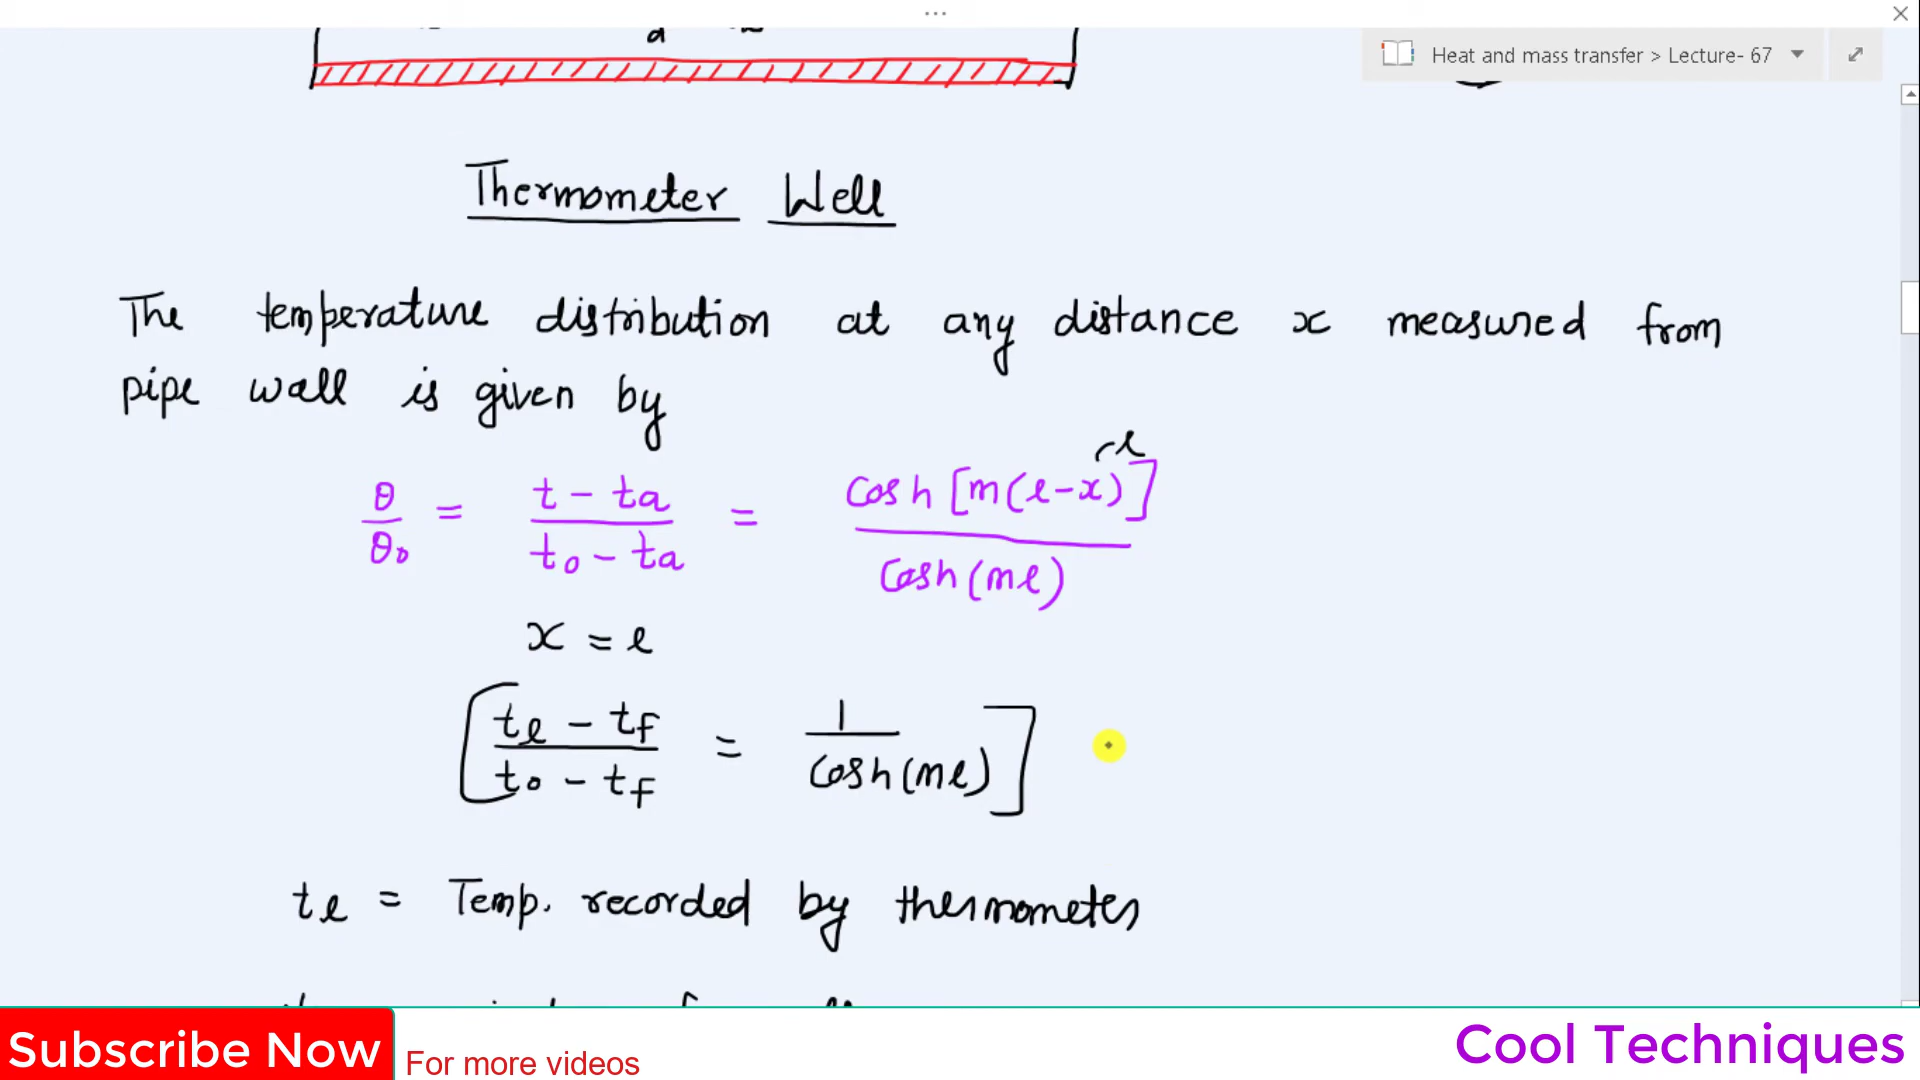 ...
Heat and mass transfer > Lecture- 67
d
Thermometer Well
The temperature distribution at any distance x measured from
pipe wall is given by
θ/θ₀ = (t - ta)/(t₀ - ta) = cosh[m(l-x)]/cosh(ml)
l
x = l
[(tl - tf)/(t₀ - tf) = 1/cosh(ml)]
tl = Temp. recorded by thermometer
Subscribe Now
For more videos
Cool Techniques